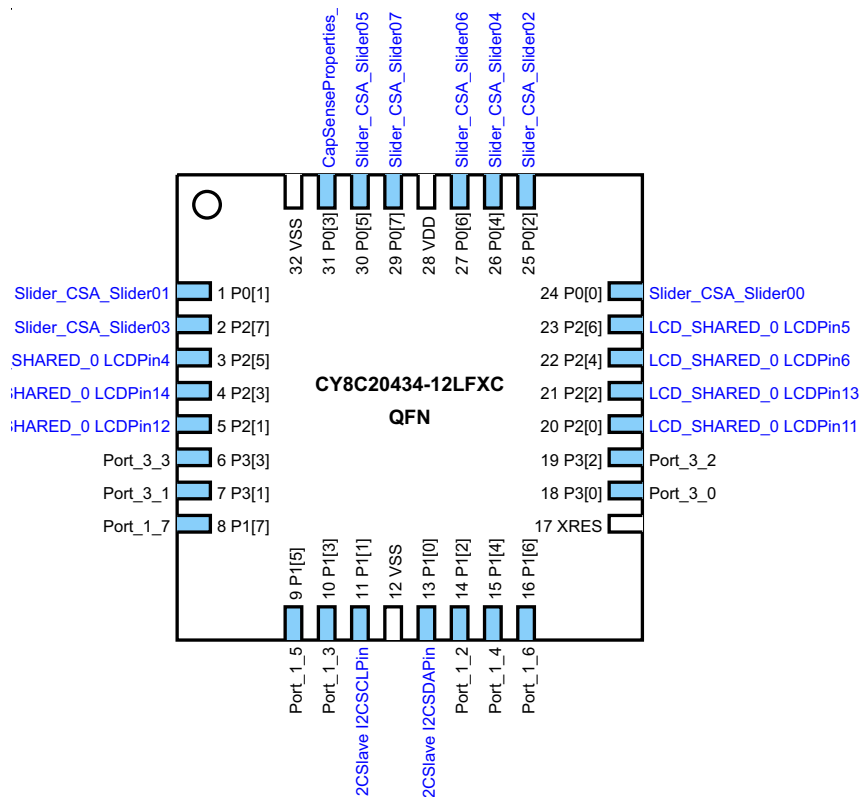 CapSenseProperties_
Slider_CSA_Slider05
Slider_CSA_Slider07
Slider_CSA_Slider06
Slider_CSA_Slider04
Slider_CSA_Slider02
32 VSS
31 P0[3]
30 P0[5]
29 P0[7]
28 VDD
27 P0[6]
26 P0[4]
25 P0[2]
Slider_CSA_Slider01 1 P0[1]
Slider_CSA_Slider03 2 P2[7]
_SHARED_0 LCDPin4 3 P2[5]
HARED_0 LCDPin14 4 P2[3]
HARED_0 LCDPin12 5 P2[1]
Port_3_3 6 P3[3]
Port_3_1 7 P3[1]
Port_1_7 8 P1[7]
CY8C20434-12LFXC
QFN
24 P0[0] Slider_CSA_Slider00
23 P2[6] LCD_SHARED_0 LCDPin5
22 P2[4] LCD_SHARED_0 LCDPin6
21 P2[2] LCD_SHARED_0 LCDPin13
20 P2[0] LCD_SHARED_0 LCDPin11
19 P3[2] Port_3_2
18 P3[0] Port_3_0
17 XRES
9 P1[5]
10 P1[3]
11 P1[1]
12 VSS
13 P1[0]
14 P1[2]
15 P1[4]
16 P1[6]
Port_1_5
Port_1_3
2CSlave I2CSCLPin
2CSlave I2CSDAPin
Port_1_2
Port_1_4
Port_1_6